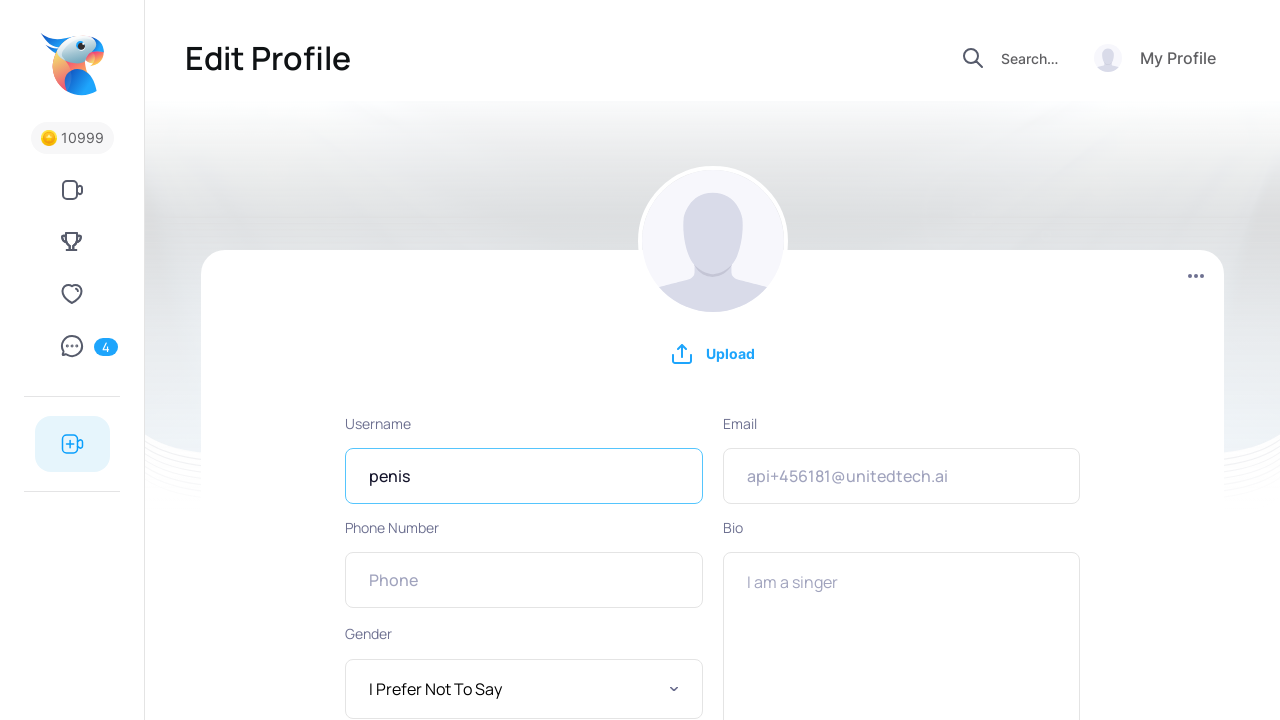 Edit Profile
Search...
My Profile
10999
4
Upload
Username
Email
penis
api+456181@unitedtech.ai
Phone Number
Bio
Phone
I am a singer
Gender
I Prefer Not To Say